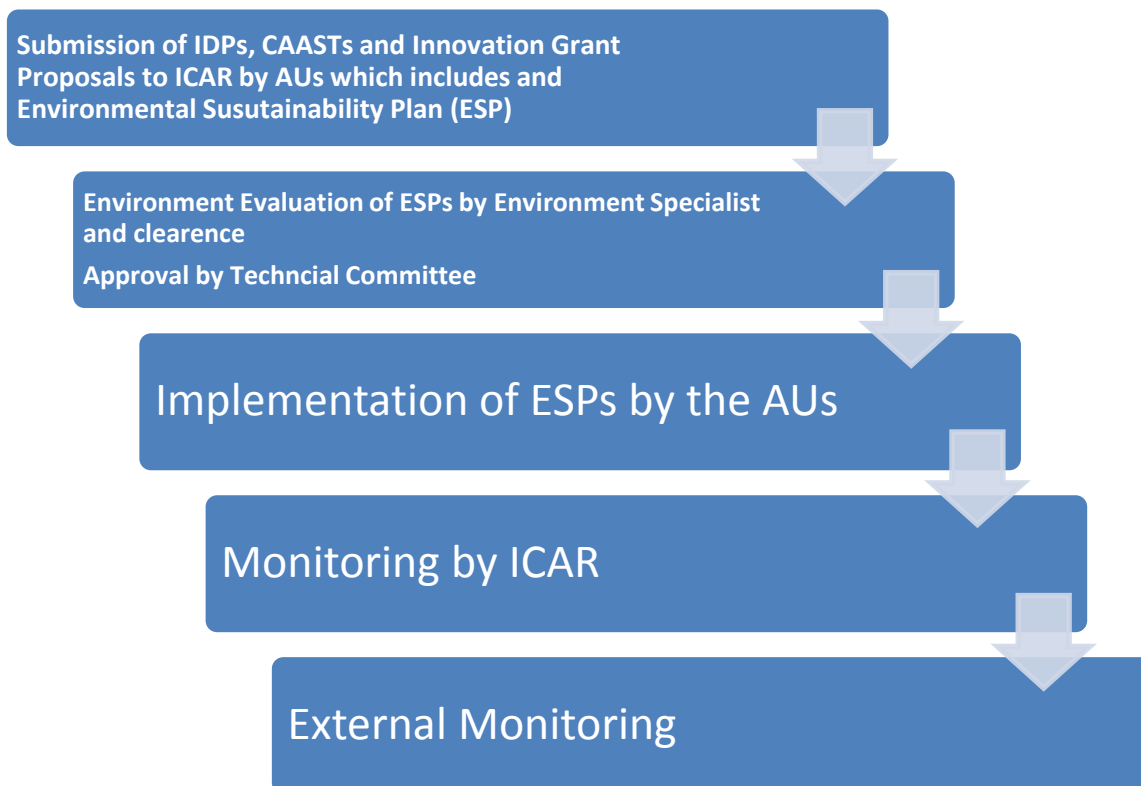 Submission of IDPs, CAASTs and Innovation Grant
Proposals to ICAR by AUs which includes and
Environmental Susutainability Plan (ESP)
Environment Evaluation of ESPs by Environment Specialist
and clearence
Approval by Techncial Committee
Implementation of ESPs by the AUs
Monitoring by ICAR
External Monitoring